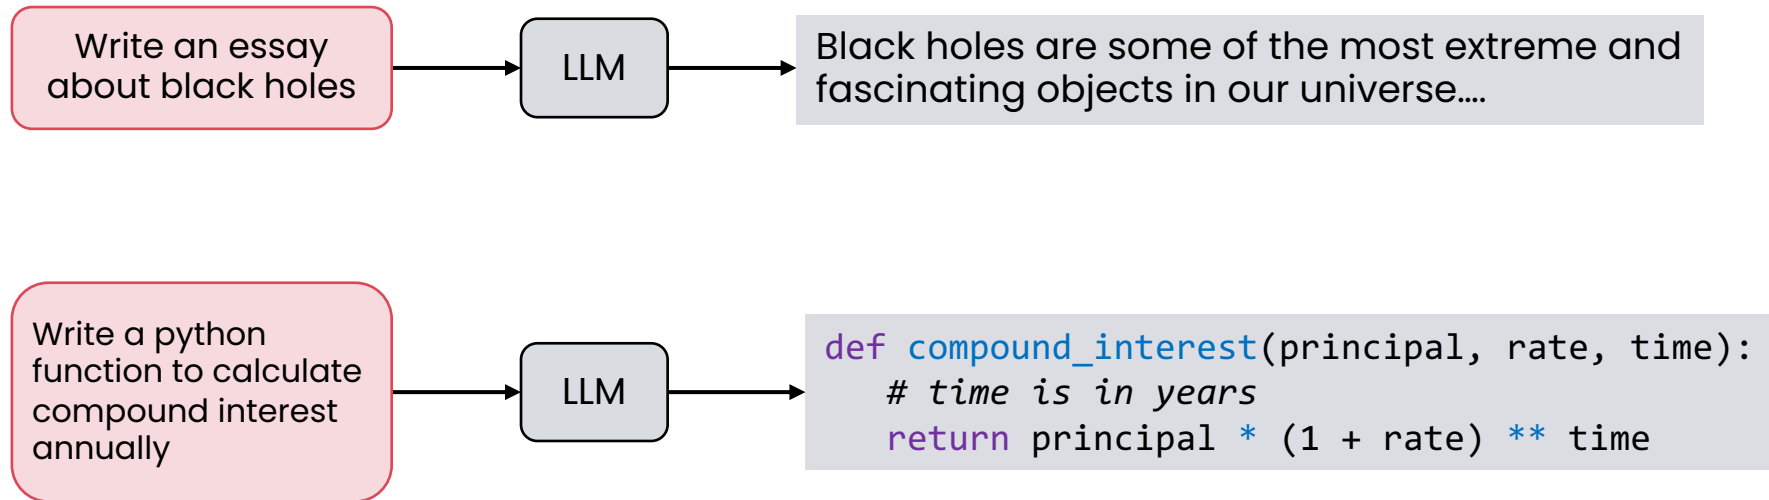 Write an essay
about black holes
LLM
Black holes are some of the most extreme and
fascinating objects in our universe....
Write a python
function to calculate
compound interest
annually
LLM
def compound_interest(principal, rate, time):
# time is in years
return principal * (1 + rate) ** time